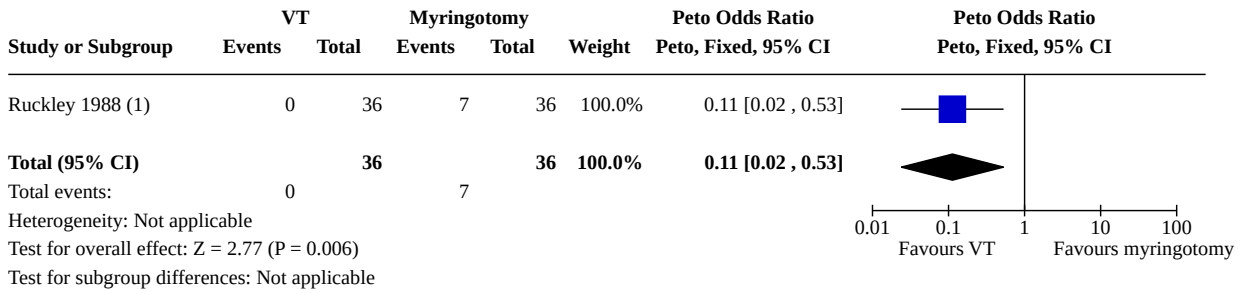 VT Myringotomy Peto Odds Ratio Peto Odds Ratio
Study or Subgroup Events Total Events Total Weight Peto, Fixed, 95% CI Peto, Fixed, 95% CI
Ruckley 1988 (1) 0 36 7 36 100.0% 0.11 [0.02 , 0.53]
Total (95% CI) 36 36 100.0% 0.11 [0.02 , 0.53]
Total events: 0 7
Heterogeneity: Not applicable
0.01 0.1 1 10 100
Test for overall effect: Z = 2.77 (P = 0.006) Favours VT Favours myringotomy
Test for subgroup differences: Not applicable